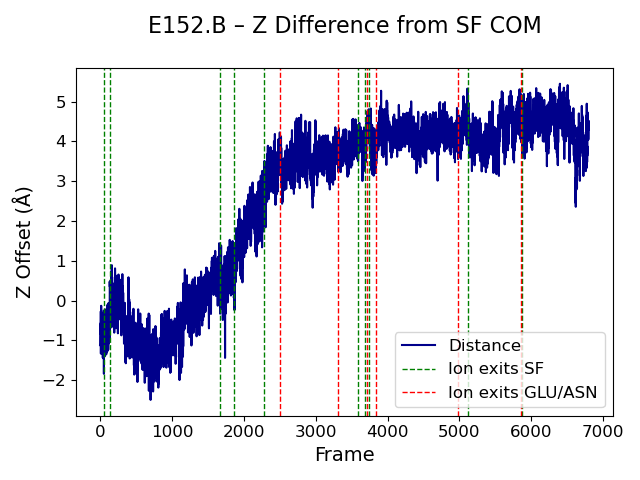 E152.B – Z Difference from SF COM
Z Offset (Å)
5
4
3
2
1
0
−1
−2
Distance
Ion exits SF
Ion exits GLU/ASN
0 1000 2000 3000 4000 5000 6000 7000
Frame